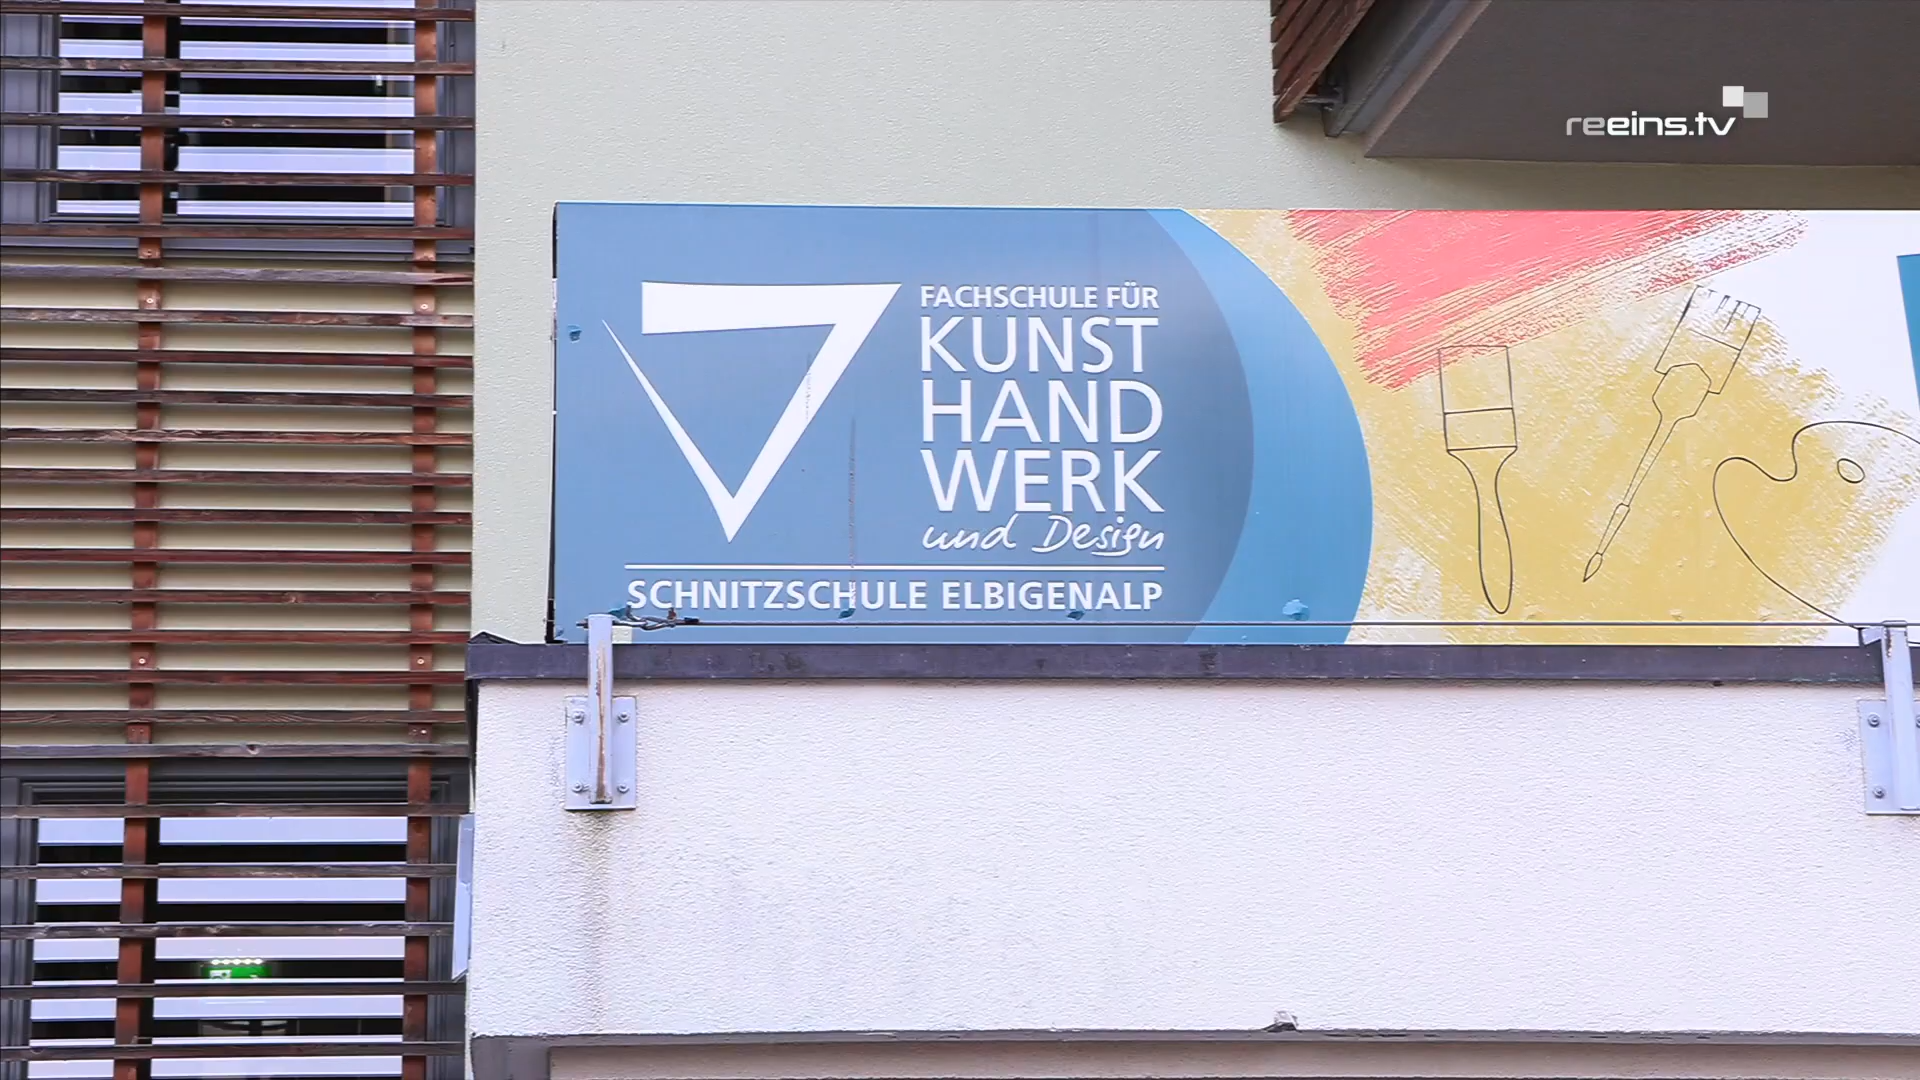 reeins.tv
FACHSCHULE FÜR
KUNST
HAND
WERK
und Design
SCHNITZSCHULE ELBIGENALP